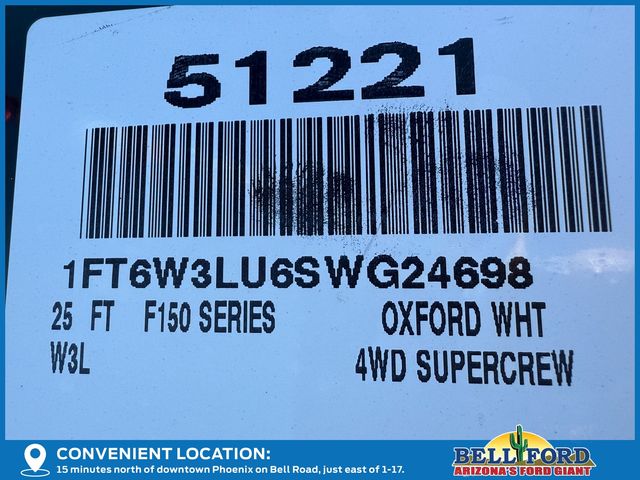 51221
1FT6W3LU6SWG24698
25 FT F150 SERIES OXFORD WHT
W3L 4WD SUPERCREW
CONVENIENT LOCATION:
15 minutes north of downtown Phoenix on Bell Road, just east of 1-17.
BELL FORD
ARIZONA'S FORD GIANT